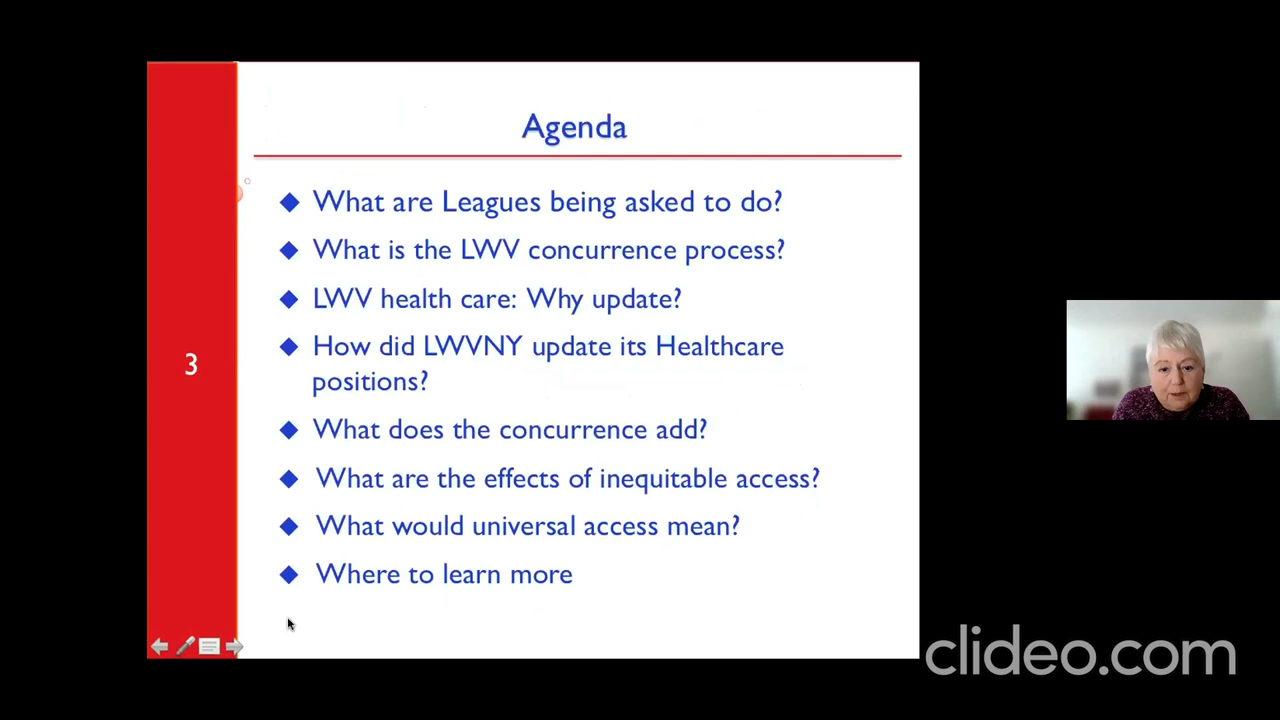 Agenda
What are Leagues being asked to do?
What is the LWV concurrence process?
LWV health care: Why update?
How did LWVNY update its Healthcare
positions?
3
What does the concurrence add?
What are the effects of inequitable access?
What would universal access mean?
Where to learn more
clideo.com